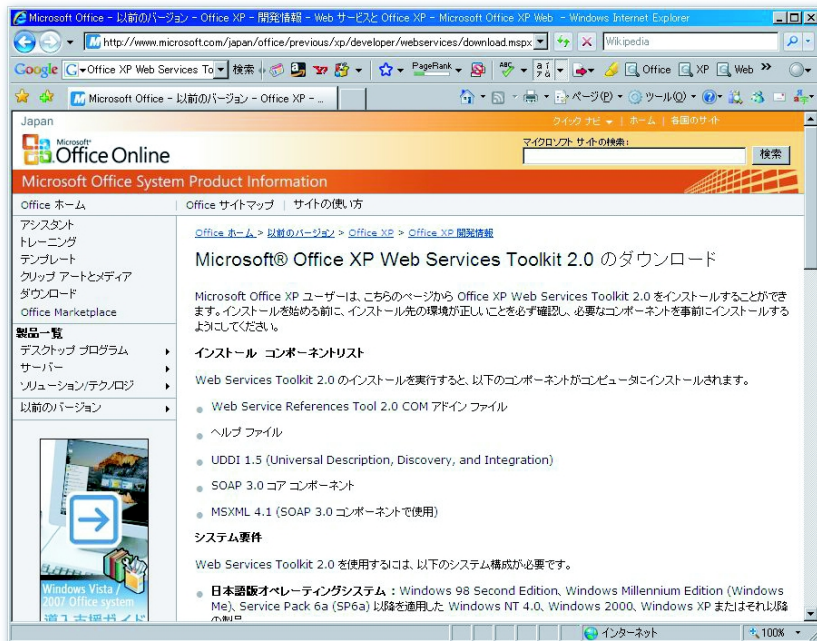 Microsoft Office - 以前のバージョン - Office XP - 開発情報 - Web サービスと Office XP - Microsoft Office XP Web - Windows Internet Explorer
http://www.microsoft.com/japan/office/previous/xp/developer/webservices/download.mspx
Wikipedia
Google
Office XP Web Services To
検索
PageRank
Office
XP
Web
Microsoft Office - 以前のバージョン - Office XP - ...
ページ(P)
ツール(O)
Japan
クイック ナビ | ホーム | 各国のサイト
Microsoft
Office Online
マイクロソフト サイトの検索:
検索
Microsoft Office System Product Information
Office ホーム | Office サイトマップ | サイトの使い方
アシスタント
トレーニング
テンプレート
クリップ アートとメディア
ダウンロード
Office Marketplace
製品一覧
デスクトップ プログラム
サーバー
ソリューション/テクノロジ
以前のバージョン
Windows Vista /
2007 Office system
導入支援ガイド
Office ホーム > 以前のバージョン > Office XP > Office XP 開発情報
Microsoft® Office XP Web Services Toolkit 2.0 のダウンロード
Microsoft Office XP ユーザーは、こちらのページから Office XP Web Services Toolkit 2.0 をインストールすることができ
ます。インストールを始める前に、インストール先の環境が正しいことを必ず確認し、必要なコンポーネントを事前にインストールする
ようにしてください。
インストール コンポーネントリスト
Web Services Toolkit 2.0 のインストールを実行すると、以下のコンポーネントがコンピュータにインストールされます。
Web Service References Tool 2.0 COM アドイン ファイル
ヘルプ ファイル
UDDI 1.5 (Universal Description, Discovery, and Integration)
SOAP 3.0 コア コンポーネント
MSXML 4.1 (SOAP 3.0 コンポーネントで使用)
システム要件
Web Services Toolkit 2.0 を使用するには、以下のシステム構成が必要です。
日本語版オペレーティングシステム : Windows 98 Second Edition、Windows Millennium Edition (Windows
Me)、Service Pack 6a (SP6a) 以降を適用した Windows NT 4.0、Windows 2000、Windows XP またはそれ以降
の製品
インターネット
100%